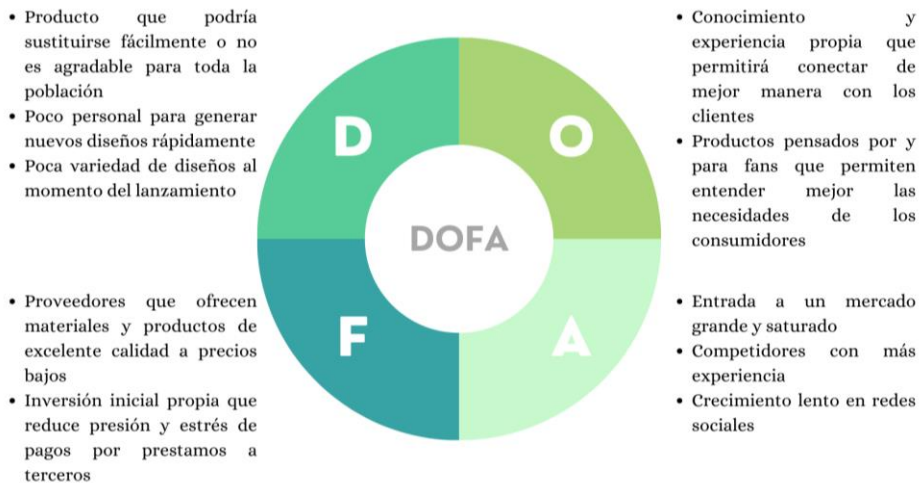 • Producto que podría
sustituirse fácilmente o no
es agradable para toda la
población
• Poco personal para generar
nuevos diseños rápidamente
• Poca variedad de diseños al
momento del lanzamiento
D
O
• Conocimiento y
experiencia propia que
permitirá conectar de
mejor manera con los
clientes
• Productos pensados por y
para fans que permiten
entender mejor las
necesidades de los
consumidores
DOFA
• Proveedores que ofrecen
materiales y productos de
excelente calidad a precios
bajos
• Inversión inicial propia que
reduce presión y estrés de
pagos por prestamos a
terceros
F
A
• Entrada a un mercado
grande y saturado
• Competidores con más
experiencia
• Crecimiento lento en redes
sociales